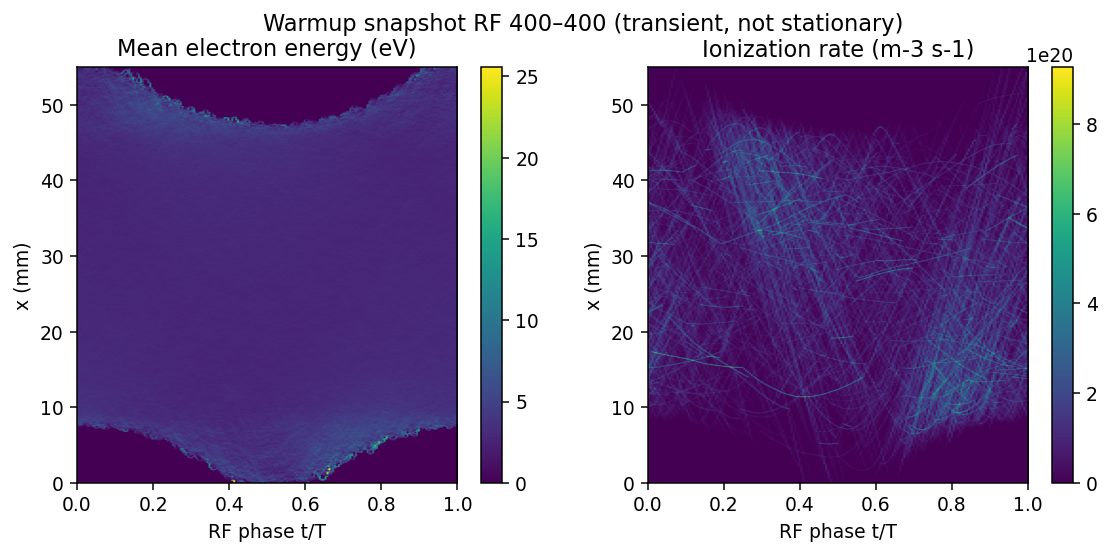 Warmup snapshot RF 400–400 (transient, not stationary)
Mean electron energy (eV)
Ionization rate (m-3 s-1)
1e20
x (mm)
50
40
30
20
10
0
0.0 0.2 0.4 0.6 0.8 1.0
RF phase t/T
25
20
15
10
5
0
x (mm)
50
40
30
20
10
0
0.0 0.2 0.4 0.6 0.8 1.0
RF phase t/T
8
6
4
2
0